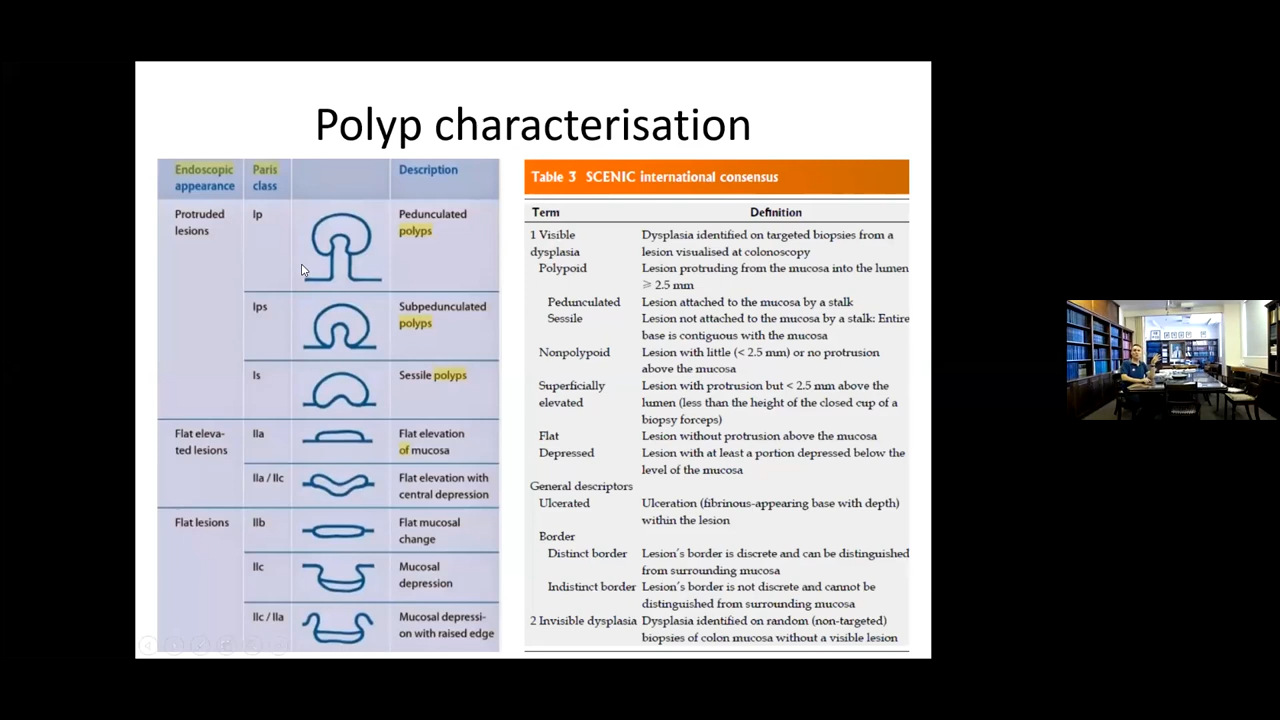 Polyp characterisation
Endoscopic
appearance
Paris
class
Description
Protruded
lesions
Ip
Pedunculated
polyps
Ips
Subpedunculated
polyps
Is
Sessile polyps
Flat eleva-
ted lesions
IIa
Flat elevation
of mucosa
IIa / IIc
Flat elevation with
central depression
Flat lesions
IIb
Flat mucosal
change
IIc
Mucosal
depression
IIc / IIa
Mucosal depressi-
on with raised edge
Table 3 SCENIC international consensus
Term Definition
1 Visible
dysplasia
Dysplasia identified on targeted biopsies from a
lesion visualised at colonoscopy
Polypoid Lesion protruding from the mucosa into the lumen
⩾ 2.5 mm
Pedunculated Lesion attached to the mucosa by a stalk
Sessile Lesion not attached to the mucosa by a stalk: Entire
base is contiguous with the mucosa
Nonpolypoid Lesion with little (< 2.5 mm) or no protrusion
above the mucosa
Superficially
elevated
Lesion with protrusion but < 2.5 mm above the
lumen (less than the height of the closed cup of a
biopsy forceps)
Flat Lesion without protrusion above the mucosa
Depressed Lesion with at least a portion depressed below the
level of the mucosa
General descriptors
Ulcerated Ulceration (fibrinous-appearing base with depth)
within the lesion
Border
Distinct border Lesion's border is discrete and can be distinguished
from surrounding mucosa
Indistinct border Lesion's border is not discrete and cannot be
distinguished from surrounding mucosa
2 Invisible dysplasia Dysplasia identified on random (non-targeted)
biopsies of colon mucosa without a visible lesion